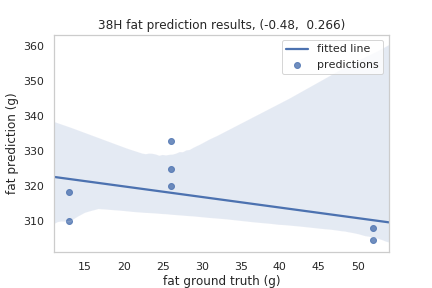 38H fat prediction results, (-0.48,  0.266)
fitted line
predictions
fat prediction (g)
360
350
340
330
320
310
15 20 25 30 35 40 45 50
fat ground truth (g)